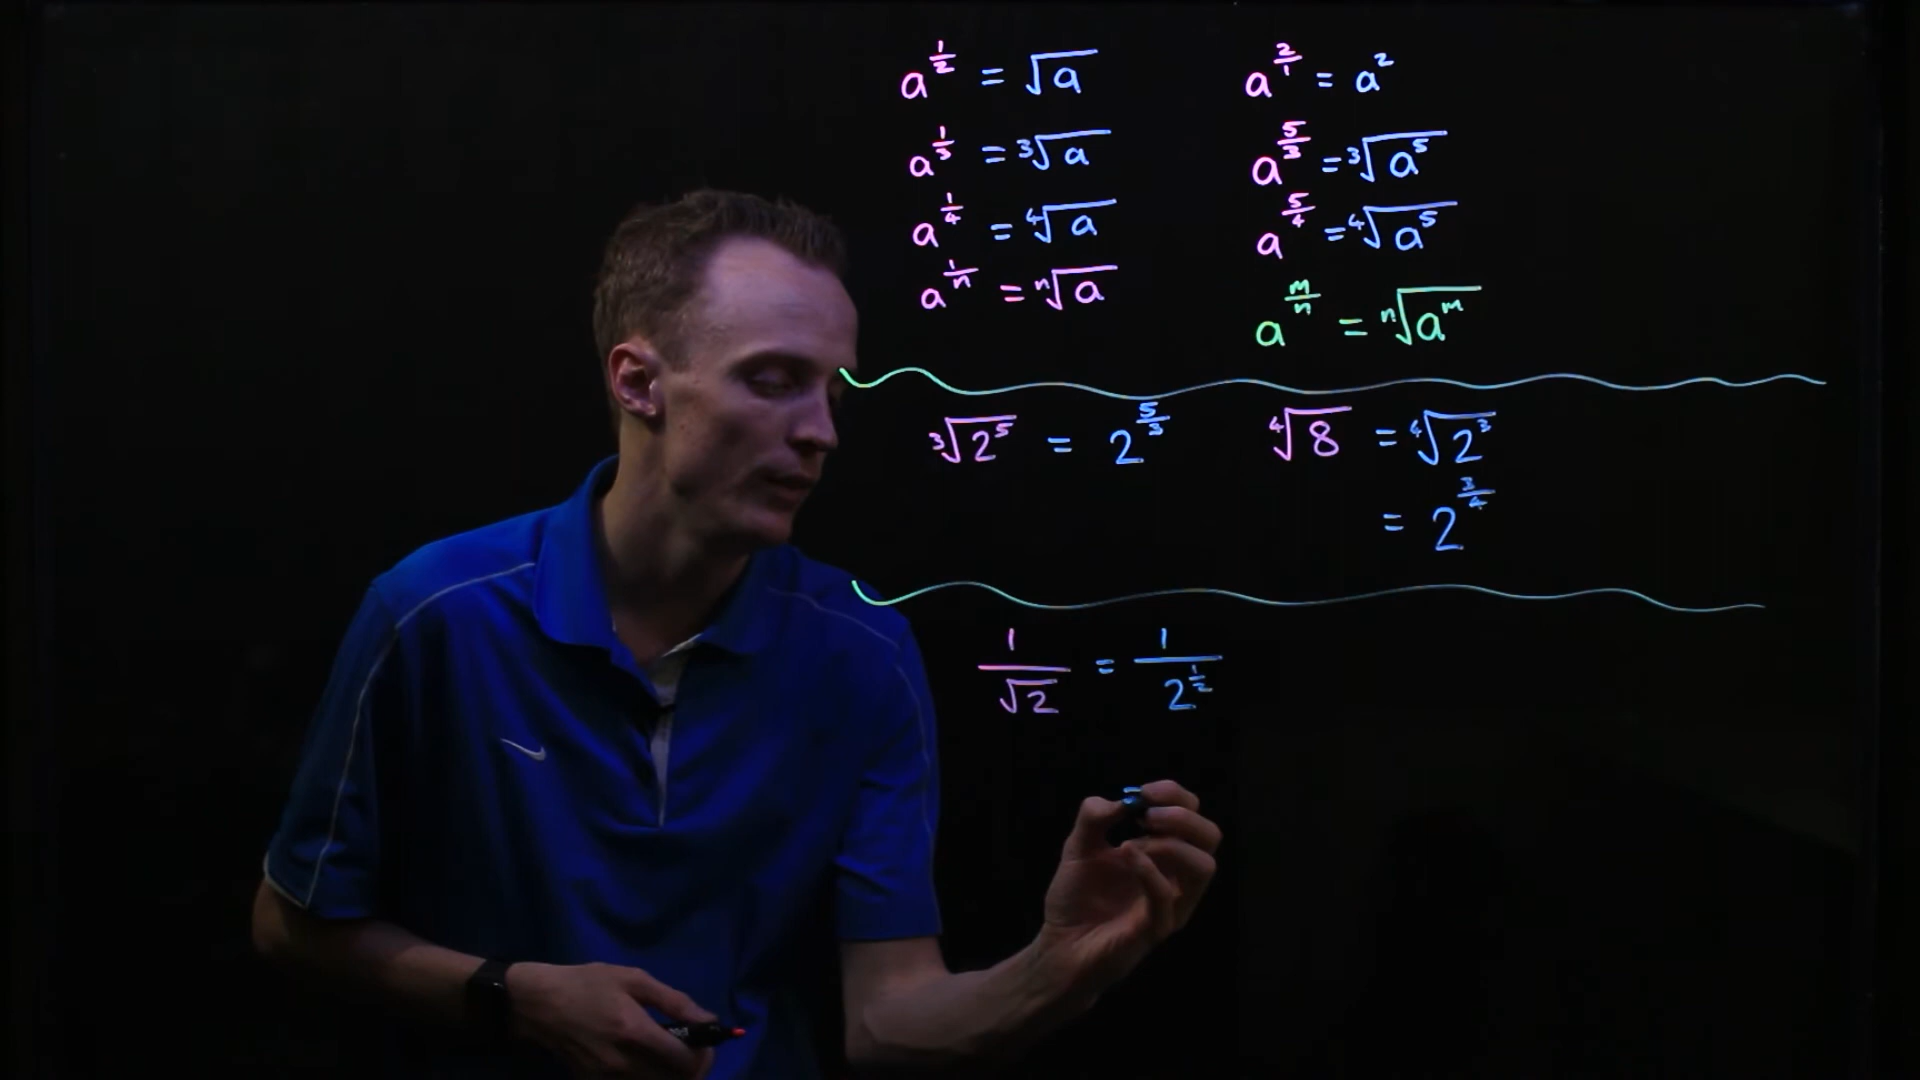 a^{1/2} = √a
a^{2/1} = a²
a^{1/3} = ³√a
a^{5/3} = ³√a⁵
a^{1/4} = ⁴√a
a^{5/4} = ⁴√a⁵
a^{1/n} = ⁿ√a
a^{m/n} = ⁿ√a^m
³√2⁵ = 2^{5/3}
⁴√8 = ⁴√2³
= 2^{3/4}
1/√2 = 1/2^{1/2}
=